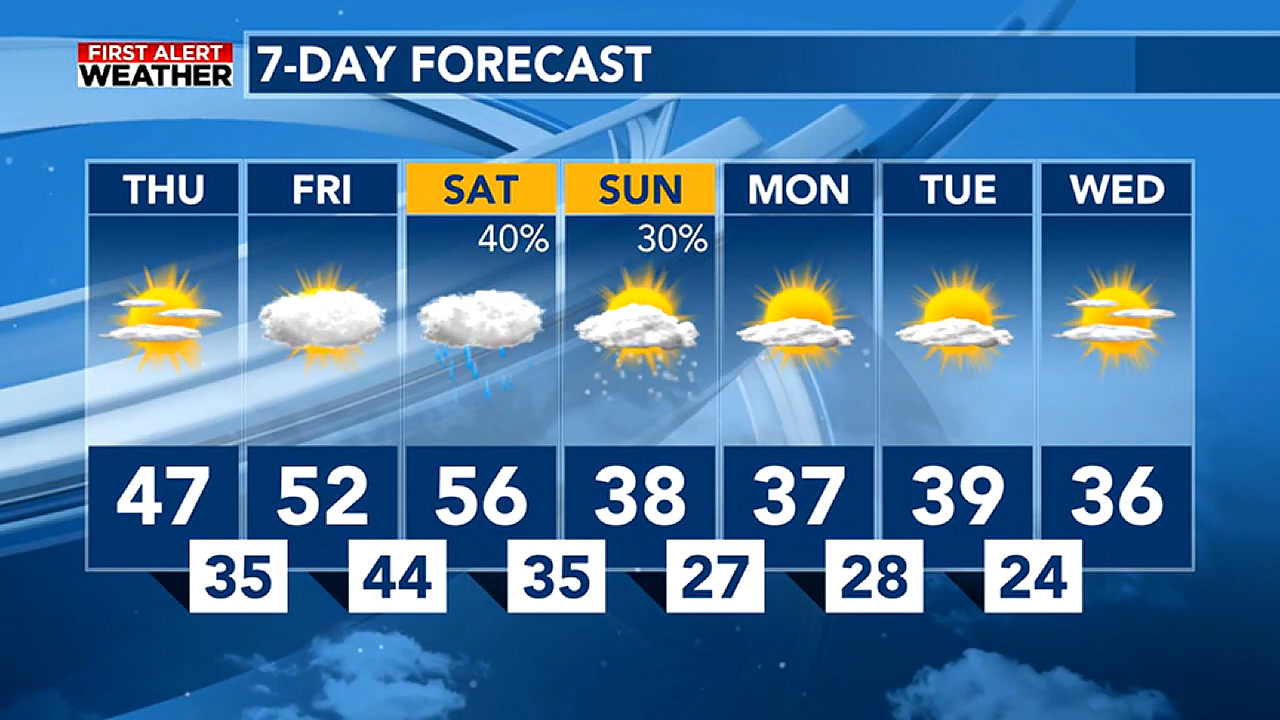 FIRST ALERT
WEATHER
7-DAY FORECAST
THU FRI SAT SUN MON TUE WED
40% 30%
47 52 56 38 37 39 36
35 44 35 27 28 24